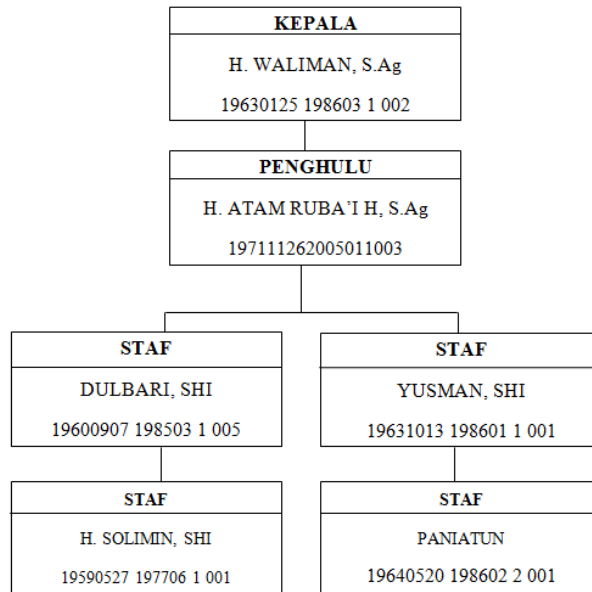 KEPALA
H. WALIMAN, S.Ag
19630125 198603 1 002
PENGHULU
H. ATAM RUBA’I H, S.Ag
197111262005011003
STAF
DULBARI, SHI
19600907 198503 1 005
STAF
YUSMAN, SHI
19631013 198601 1 001
STAF
H. SOLIMIN, SHI
19590527 197706 1 001
STAF
PANIATUN
19640520 198602 2 001